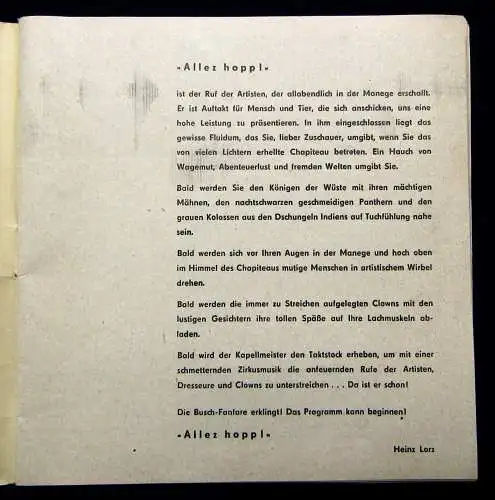 »Allez hopp!«
ist der Ruf der Artisten, der allabendlich in der Manege erschallt.
Er ist Auftakt für Mensch und Tier, die sich anschicken, uns eine
hohe Leistung zu präsentieren. In ihm eingeschlossen liegt das
gewisse Fluidum, das Sie, lieber Zuschauer, umgibt, wenn Sie das
von vielen Lichtern erhellte Chapiteau betreten. Ein Hauch von
Wagemut, Abenteuerlust und fremden Welten umgibt Sie.
Bald werden Sie den Königen der Wüste mit ihren mächtigen
Mähnen, den nachtschwarzen geschmeidigen Panthern und den
grauen Kolossen aus den Dschungeln Indiens auf Tuchfühlung nahe
sein.
Bald werden sich vor Ihren Augen in der Manege und hoch oben
im Himmel des Chapiteaus mutige Menschen in artistischem Wirbel
drehen.
Bald werden die immer zu Streichen aufgelegten Clowns mit den
lustigen Gesichtern ihre tollen Späße auf Ihre Lachmuskeln ab-
laden.
Bald wird der Kapellmeister den Taktstock erheben, um mit einer
schmetternden Zirkusmusik die anfeuernden Rufe der Artisten,
Dresseure und Clowns zu unterstreichen . . . Da ist er schon!
Die Busch-Fanfare erklingt! Das Programm kann beginnen!
»Allez hopp!«
Heinz Lorz